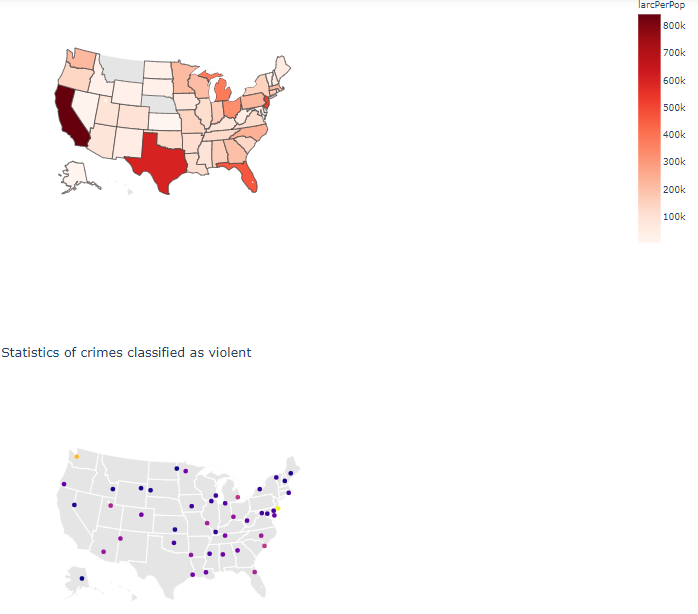 larcPerPop
800k
700k
600k
500k
400k
300k
200k
100k
Statistics of crimes classified as violent